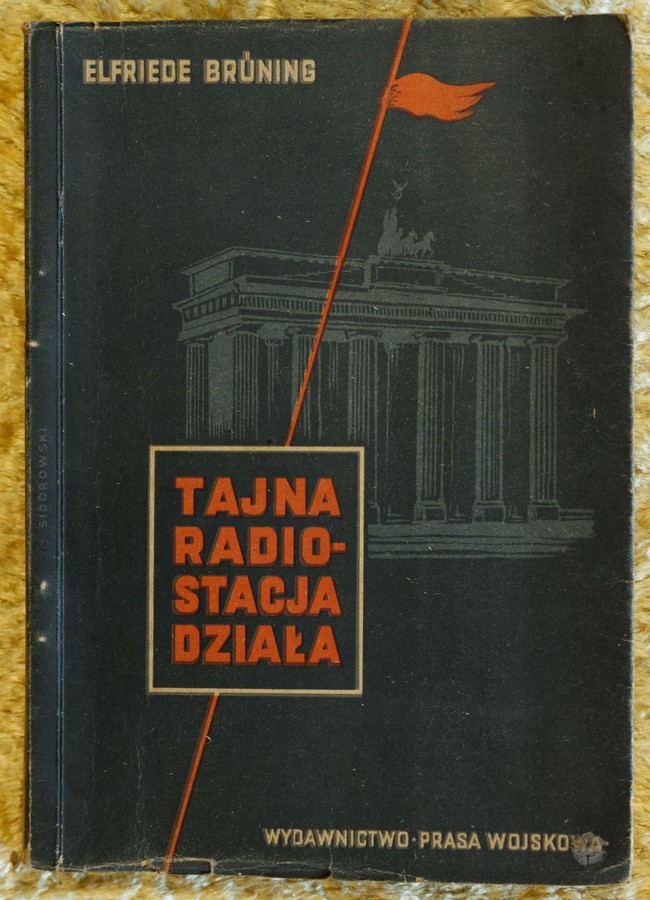 ELFRIEDE BRÜNING
TAJNA
RADIO-
STACJA
DZIAŁA
WYDAWNICTWO·PRASA WOJSKOWA
SIDOROWSKI